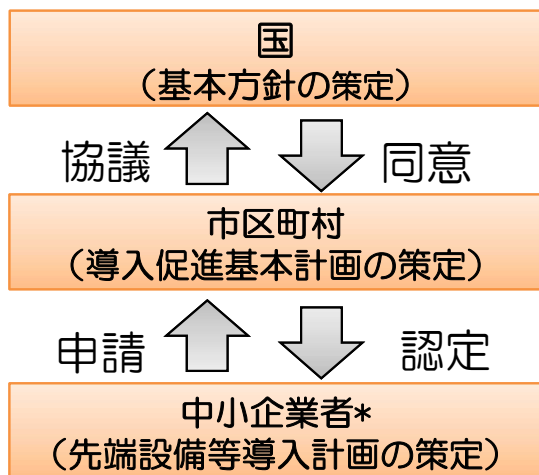 国
（基本方針の策定）
協議
同意
市区町村
（導入促進基本計画の策定）
申請
認定
中小企業者*
（先端設備等導入計画の策定）